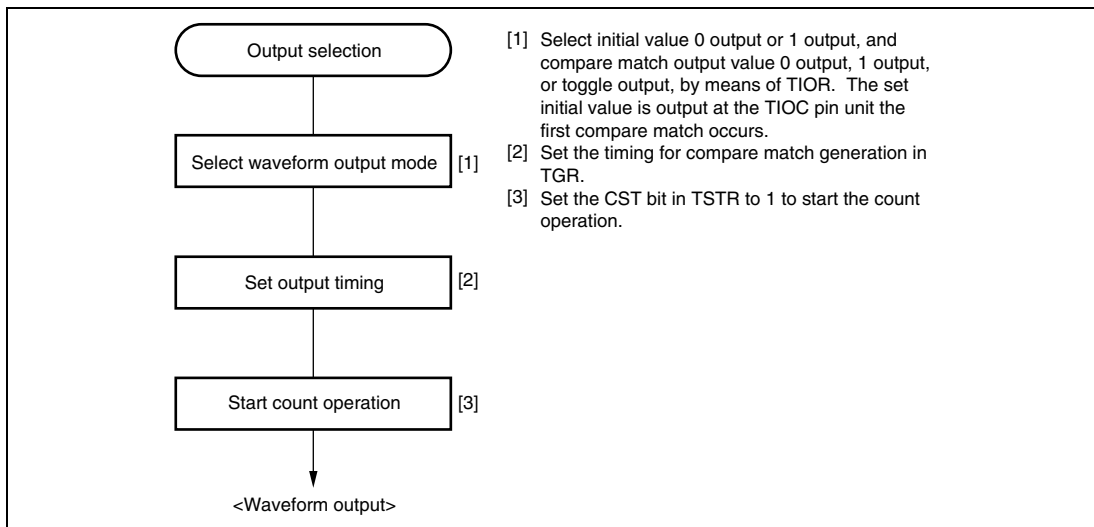 Output selection
Select waveform output mode [1]
Set output timing [2]
Start count operation [3]
<Waveform output>
[1] Select initial value 0 output or 1 output, and
compare match output value 0 output, 1 output,
or toggle output, by means of TIOR. The set
initial value is output at the TIOC pin unit the
first compare match occurs.
[2] Set the timing for compare match generation in
TGR.
[3] Set the CST bit in TSTR to 1 to start the count
operation.